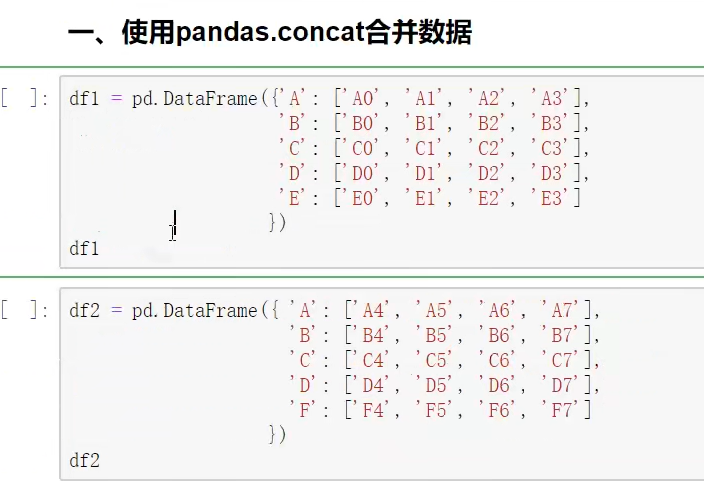 一、使用pandas.concat合并数据
[ ]: df1 = pd.DataFrame({'A': ['A0', 'A1', 'A2', 'A3'],
'B': ['B0', 'B1', 'B2', 'B3'],
'C': ['C0', 'C1', 'C2', 'C3'],
'D': ['D0', 'D1', 'D2', 'D3'],
'E': ['E0', 'E1', 'E2', 'E3']
})
df1
[ ]: df2 = pd.DataFrame({ 'A': ['A4', 'A5', 'A6', 'A7'],
'B': ['B4', 'B5', 'B6', 'B7'],
'C': ['C4', 'C5', 'C6', 'C7'],
'D': ['D4', 'D5', 'D6', 'D7'],
'F': ['F4', 'F5', 'F6', 'F7']
})
df2